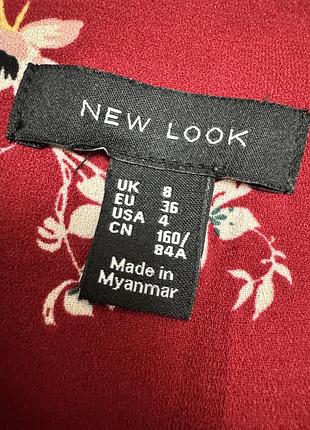 NEW LOOK
UK 8
EU 36
USA 4
CN 160/
84A
Made in
Myanmar